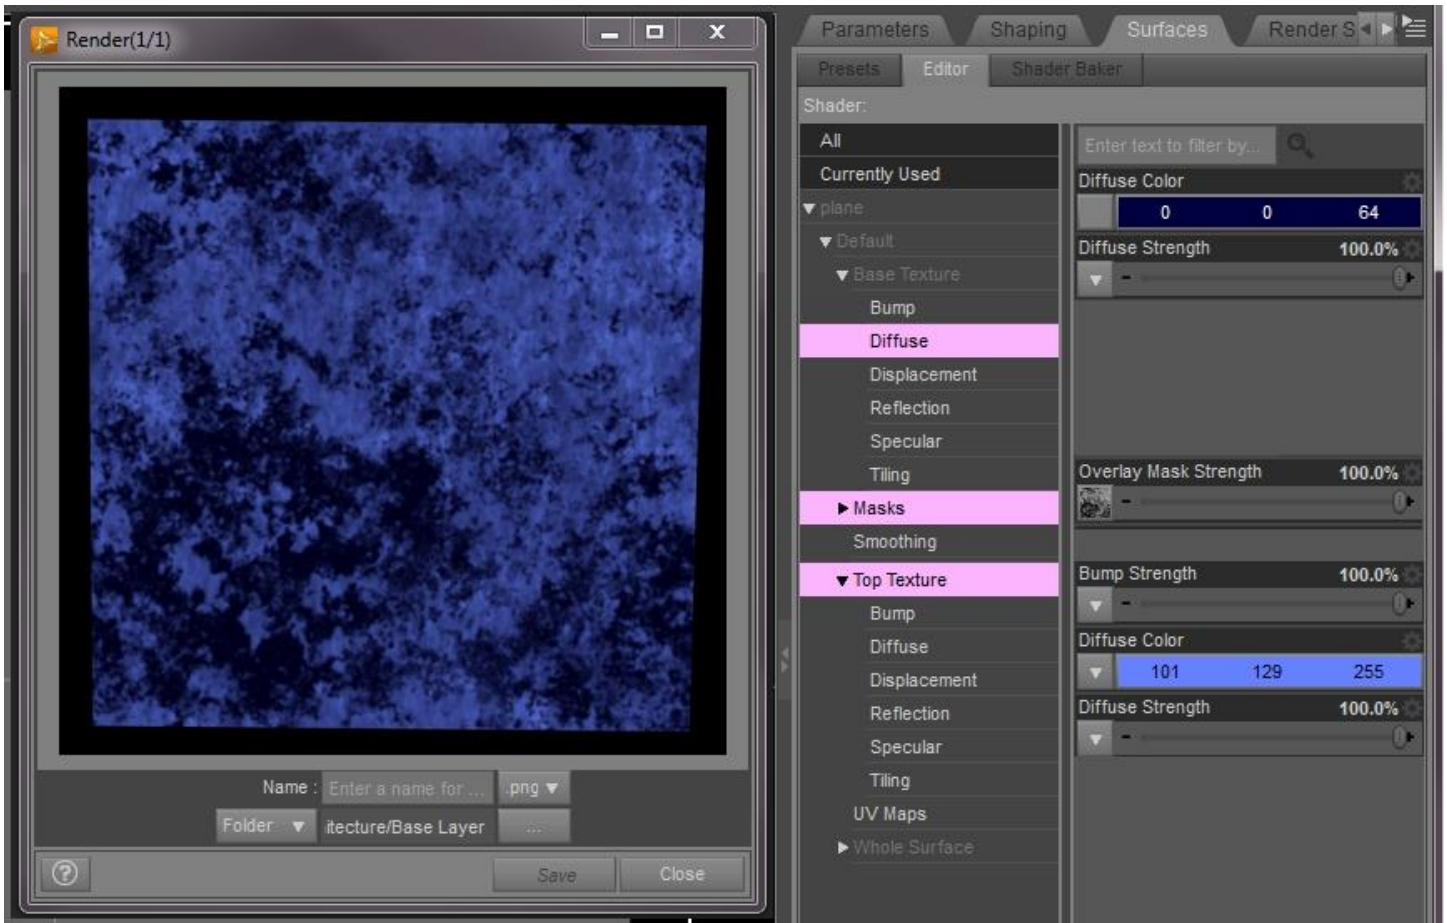 Render(1/1)
Name :
Enter a name for ...
.png
Folder
itecture/Base Layer
...
?
Save
Close
Parameters
Shaping
Surfaces
Render S
Presets
Editor
Shader Baker
Shader:
All
Currently Used
plane
Default
Base Texture
Bump
Diffuse
Displacement
Reflection
Specular
Tiling
Masks
Smoothing
Top Texture
Bump
Diffuse
Displacement
Reflection
Specular
Tiling
UV Maps
Whole Surface
Enter text to filter by...
Diffuse Color
0 0 64
Diffuse Strength 100.0%
Overlay Mask Strength 100.0%
Bump Strength 100.0%
Diffuse Color
101 129 255
Diffuse Strength 100.0%